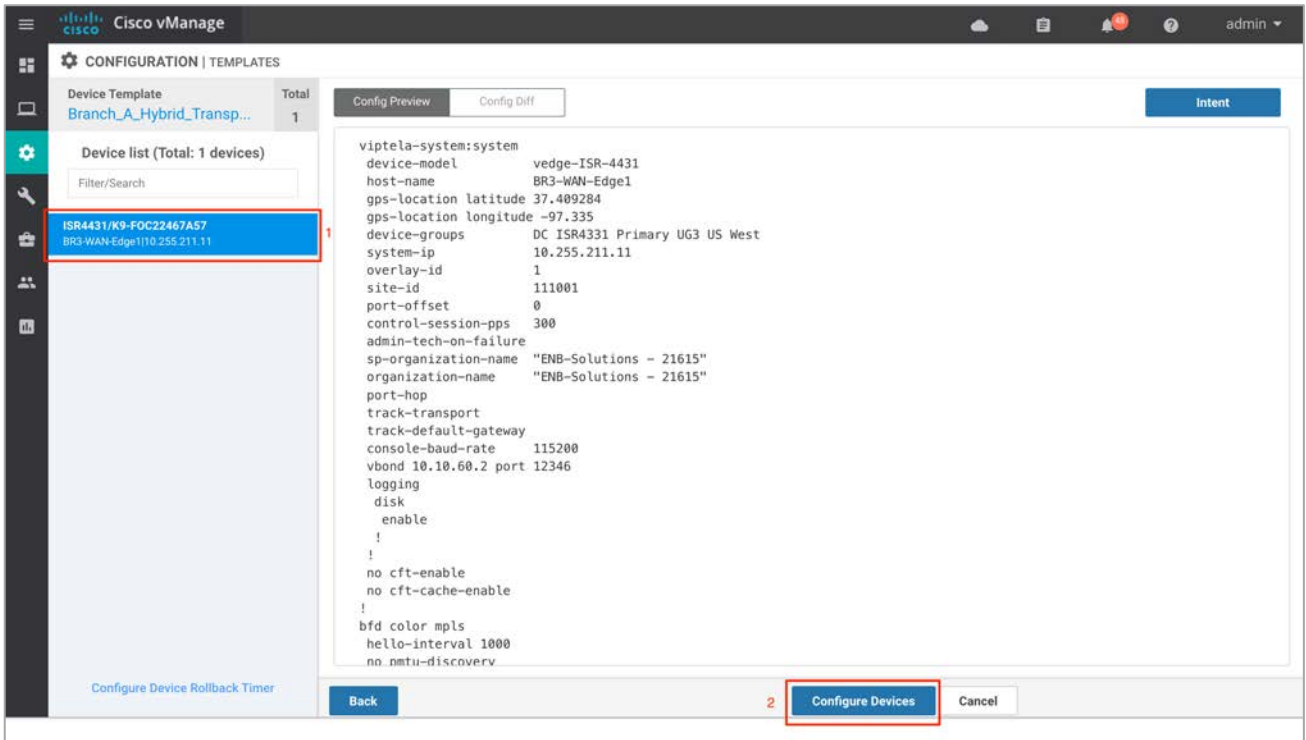 cisco Cisco vManage
48
admin
CONFIGURATION | TEMPLATES
Device Template Total
Branch_A_Hybrid_Transp... 1
Device list (Total: 1 devices)
Filter/Search
ISR4431/K9-FOC22467A57
BR3-WAN-Edge1|10.255.211.11
1
Config Preview Config Diff Intent
viptela-system:system
device-model vedge-ISR-4431
host-name BR3-WAN-Edge1
gps-location latitude 37.409284
gps-location longitude -97.335
device-groups DC ISR4331 Primary UG3 US West
system-ip 10.255.211.11
overlay-id 1
site-id 111001
port-offset 0
control-session-pps 300
admin-tech-on-failure
sp-organization-name "ENB-Solutions - 21615"
organization-name "ENB-Solutions - 21615"
port-hop
track-transport
track-default-gateway
console-baud-rate 115200
vbond 10.10.60.2 port 12346
logging
disk
enable
!
!
no cft-enable
no cft-cache-enable
!
bfd color mpls
hello-interval 1000
no pmtu-discovery
Configure Device Rollback Timer
Back 2 Configure Devices Cancel